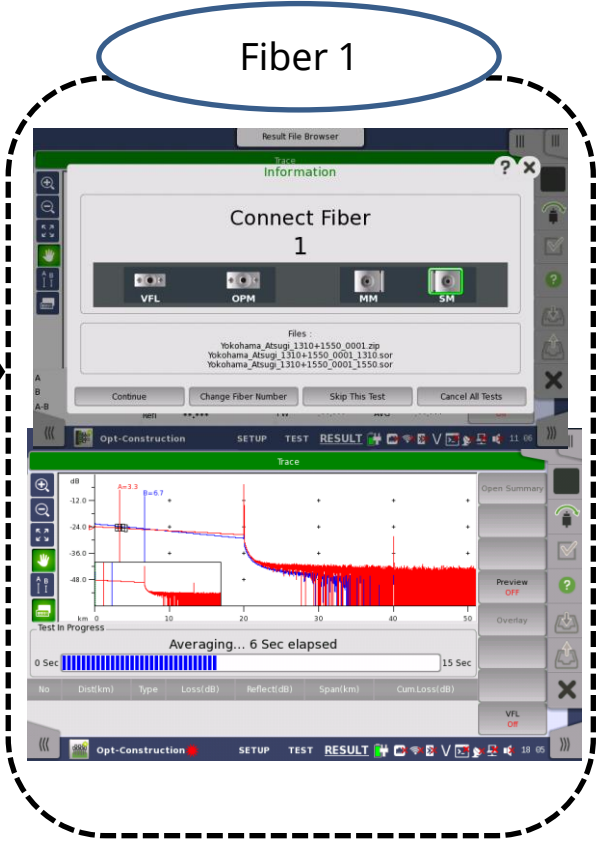 Fiber 1
Result File Browser
Trace
Information
?
Connect Fiber
1
VFL OPM MM SM
Files :
Yokohama_Atsugi_1310+1550_0001.zip
Yokohama_Atsugi_1310+1550_0001_1310.sor
Yokohama_Atsugi_1310+1550_0001_1550.sor
A
B
A-B
Continue Change Fiber Number Skip This Test Cancel All Tests
Opt-Construction SETUP TEST RESULT 11 06
Trace
dB
A=3.3
B=6.7
-12.0
-24.0
-36.0
-48.0
km 0 10 20 30 40 50
Open Summary
Preview
OFF
Overlay
Test In Progress
Averaging... 6 Sec elapsed
0 Sec 15 Sec
No Dist(km) Type Loss(dB) Reflect(dB) Span(km) Cum.Loss(dB)
VFL
Off
Opt-Construction SETUP TEST RESULT 18 05